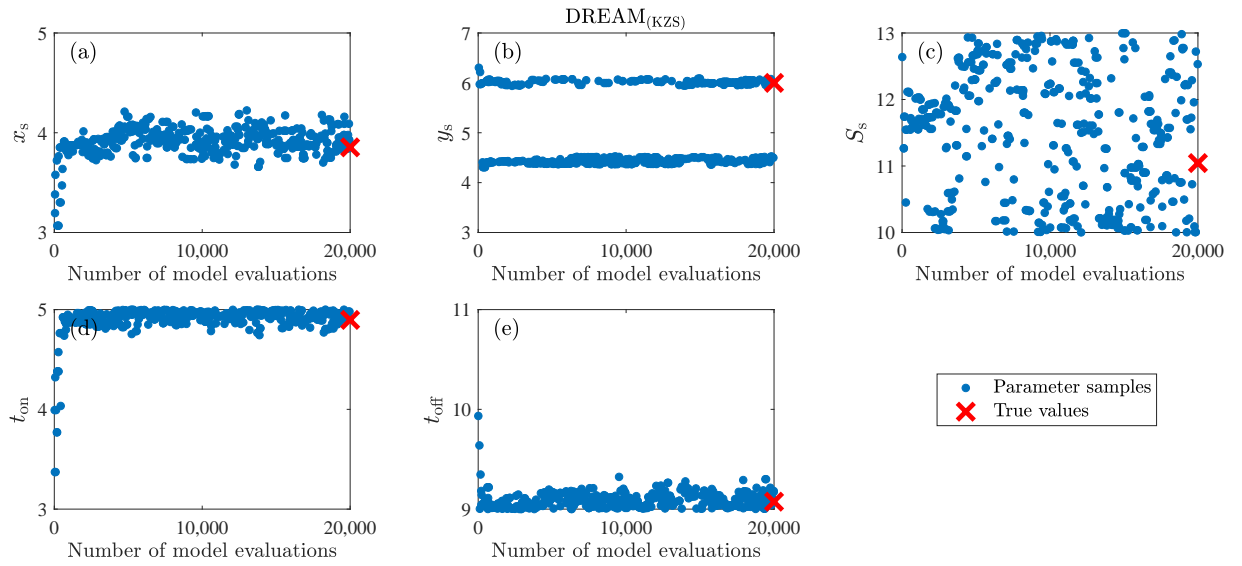 DREAM(KZS)
5
4
3
xs
(a)
0
10,000
20,000
Number of model evaluations
7
6
5
4
3
ys
(b)
0
10,000
20,000
Number of model evaluations
13
12
11
10
Ss
(c)
0
10,000
20,000
Number of model evaluations
5
4
3
ton
(d)
0
10,000
20,000
Number of model evaluations
11
10
9
toff
(e)
0
10,000
20,000
Number of model evaluations
Parameter samples
True values